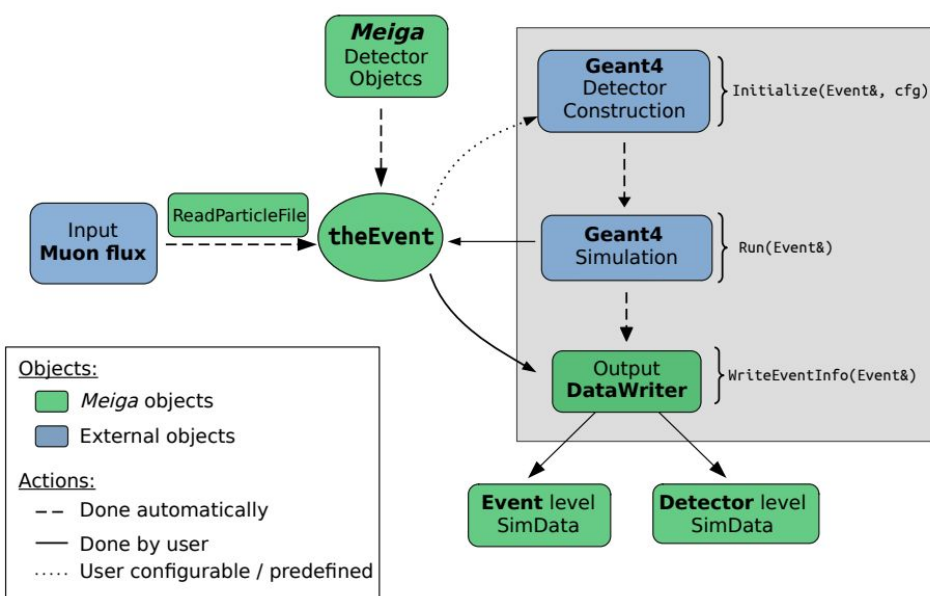 Meiga
Detector
Objetcs
Geant4
Detector
Construction
Initialize(Event&, cfg)
ReadParticleFile
Input
Muon flux
theEvent
Geant4
Simulation
Run(Event&)
Output
DataWriter
WriteEventInfo(Event&)
Objects:
Meiga objects
External objects
Actions:
Done automatically
Done by user
User configurable / predefined
Event level
SimData
Detector level
SimData